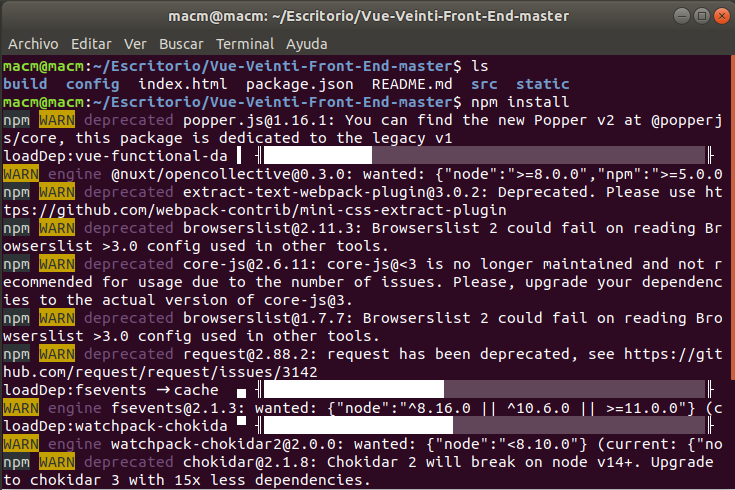 macm@macm: ~/Escritorio/Vue-Veinti-Front-End-master
Archivo Editar Ver Buscar Terminal Ayuda
macm@macm:~/Escritorio/Vue-Veinti-Front-End-master$ ls
build config index.html package.json README.md src static
macm@macm:~/Escritorio/Vue-Veinti-Front-End-master$ npm install
npm WARN deprecated popper.js@1.16.1: You can find the new Popper v2 at @popperj
s/core, this package is dedicated to the legacy v1
loadDep:vue-functional-da
WARN engine @nuxt/opencollective@0.3.0: wanted: {"node":">=8.0.0","npm":">=5.0.0
npm WARN deprecated extract-text-webpack-plugin@3.0.2: Deprecated. Please use ht
tps://github.com/webpack-contrib/mini-css-extract-plugin
npm WARN deprecated browserslist@2.11.3: Browserslist 2 could fail on reading Br
owserslist >3.0 config used in other tools.
npm WARN deprecated core-js@2.6.11: core-js@<3 is no longer maintained and not r
ecommended for usage due to the number of issues. Please, upgrade your dependenc
ies to the actual version of core-js@3.
npm WARN deprecated browserslist@1.7.7: Browserslist 2 could fail on reading Bro
wserslist >3.0 config used in other tools.
npm WARN deprecated request@2.88.2: request has been deprecated, see https://git
hub.com/request/request/issues/3142
loadDep:fsevents → cache
WARN engine fsevents@2.1.3: wanted: {"node":"^8.16.0 || ^10.6.0 || >=11.0.0"} (c
loadDep:watchpack-chokida
WARN engine watchpack-chokidar2@2.0.0: wanted: {"node":"<8.10.0"} (current: {"no
npm WARN deprecated chokidar@2.1.8: Chokidar 2 will break on node v14+. Upgrade
to chokidar 3 with 15x less dependencies.